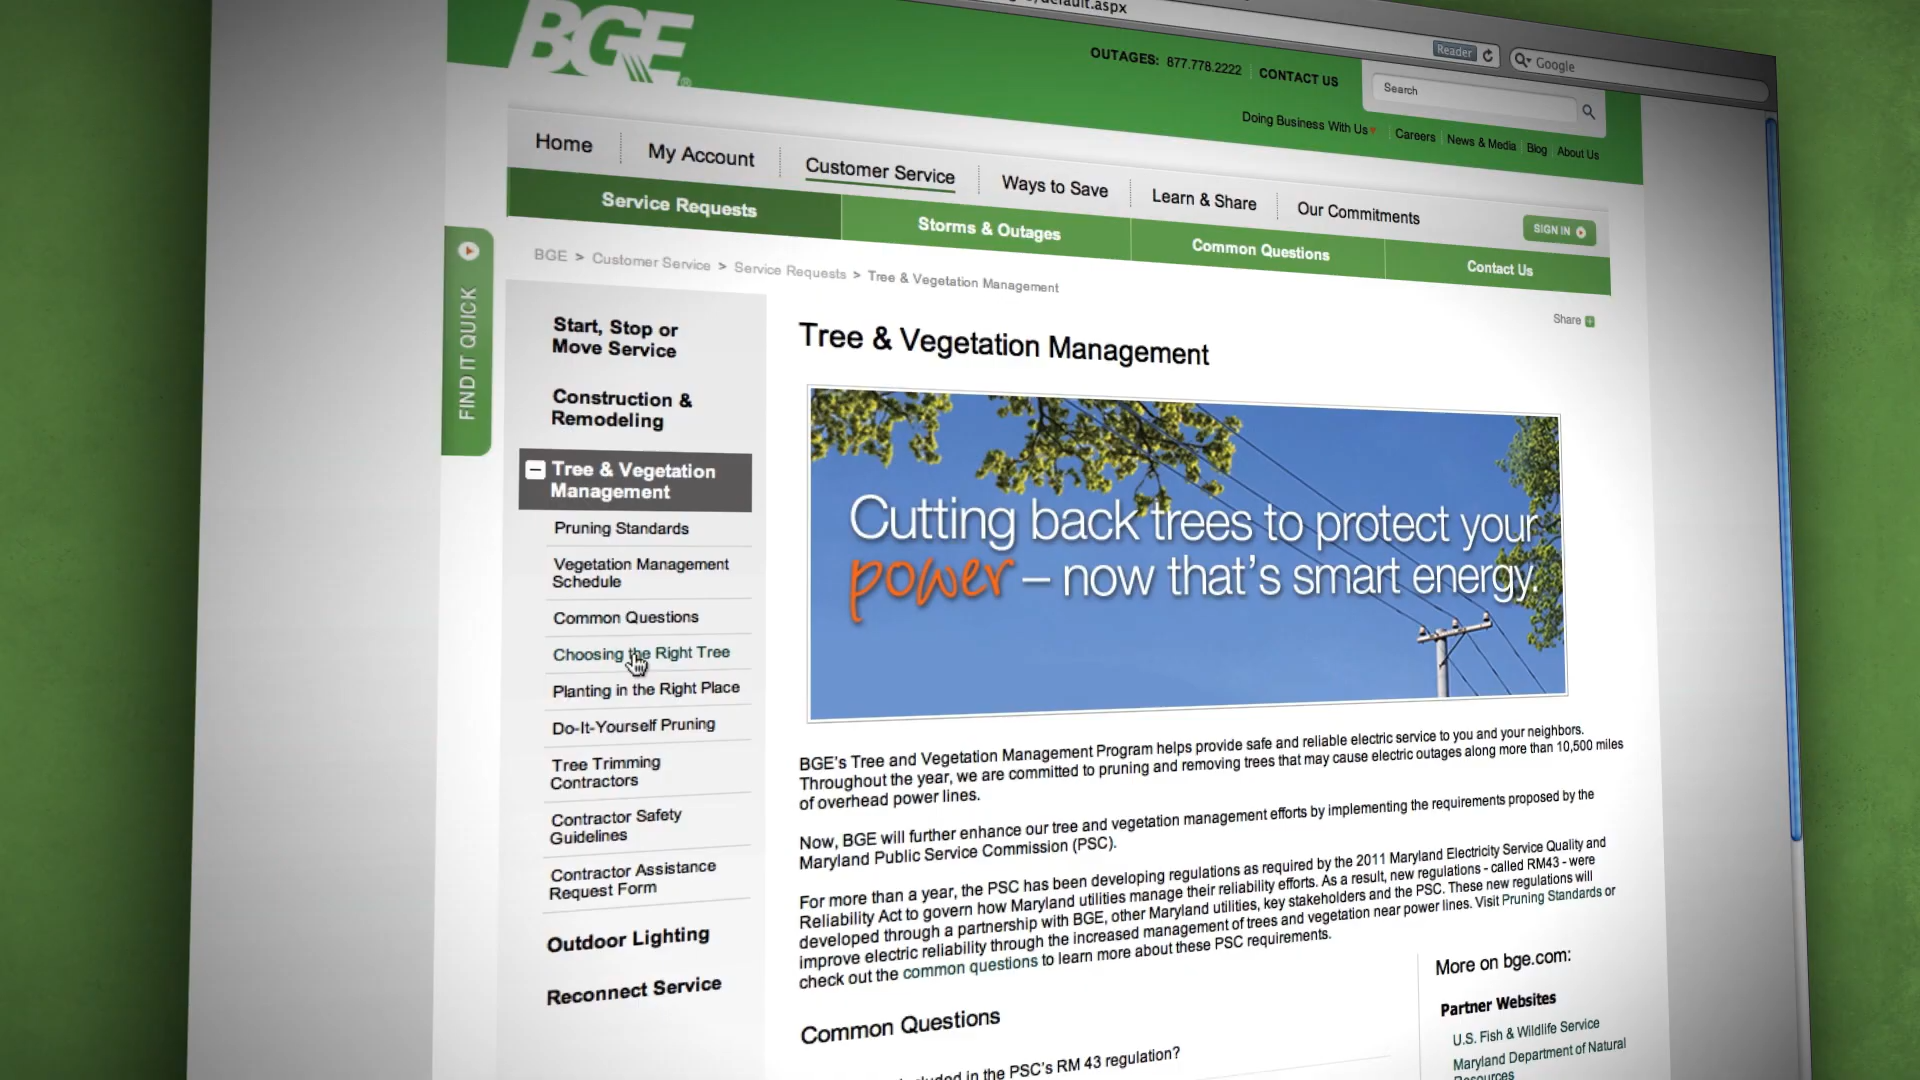 default.aspx
Reader
Google
BGE
OUTAGES: 877.778.2222
CONTACT US
Search
Doing Business With Us
Careers
News & Media
Blog
About Us
Home
My Account
Customer Service
Ways to Save
Learn & Share
Our Commitments
SIGN IN
Service Requests
Storms & Outages
Common Questions
Contact Us
FIND IT QUICK
BGE > Customer Service > Service Requests > Tree & Vegetation Management
Share
Start, Stop or
Move Service
Construction &
Remodeling
Tree & Vegetation
Management
Pruning Standards
Vegetation Management
Schedule
Common Questions
Choosing the Right Tree
Planting in the Right Place
Do-It-Yourself Pruning
Tree Trimming
Contractors
Contractor Safety
Guidelines
Contractor Assistance
Request Form
Outdoor Lighting
Reconnect Service
Tree & Vegetation Management
Cutting back trees to protect your
power – now that's smart energy.
BGE's Tree and Vegetation Management Program helps provide safe and reliable electric service to you and your neighbors.
Throughout the year, we are committed to pruning and removing trees that may cause electric outages along more than 10,500 miles
of overhead power lines.
Now, BGE will further enhance our tree and vegetation management efforts by implementing the requirements proposed by the
Maryland Public Service Commission (PSC).
For more than a year, the PSC has been developing regulations as required by the 2011 Maryland Electricity Service Quality and
Reliability Act to govern how Maryland utilities manage their reliability efforts. As a result, new regulations - called RM43 - were
developed through a partnership with BGE, other Maryland utilities, key stakeholders and the PSC. These new regulations will
improve electric reliability through the increased management of trees and vegetation near power lines. Visit Pruning Standards or
check out the common questions to learn more about these PSC requirements.
Common Questions
in the PSC's RM 43 regulation?
More on bge.com:
Partner Websites
U.S. Fish & Wildlife Service
Maryland Department of Natural
Resources